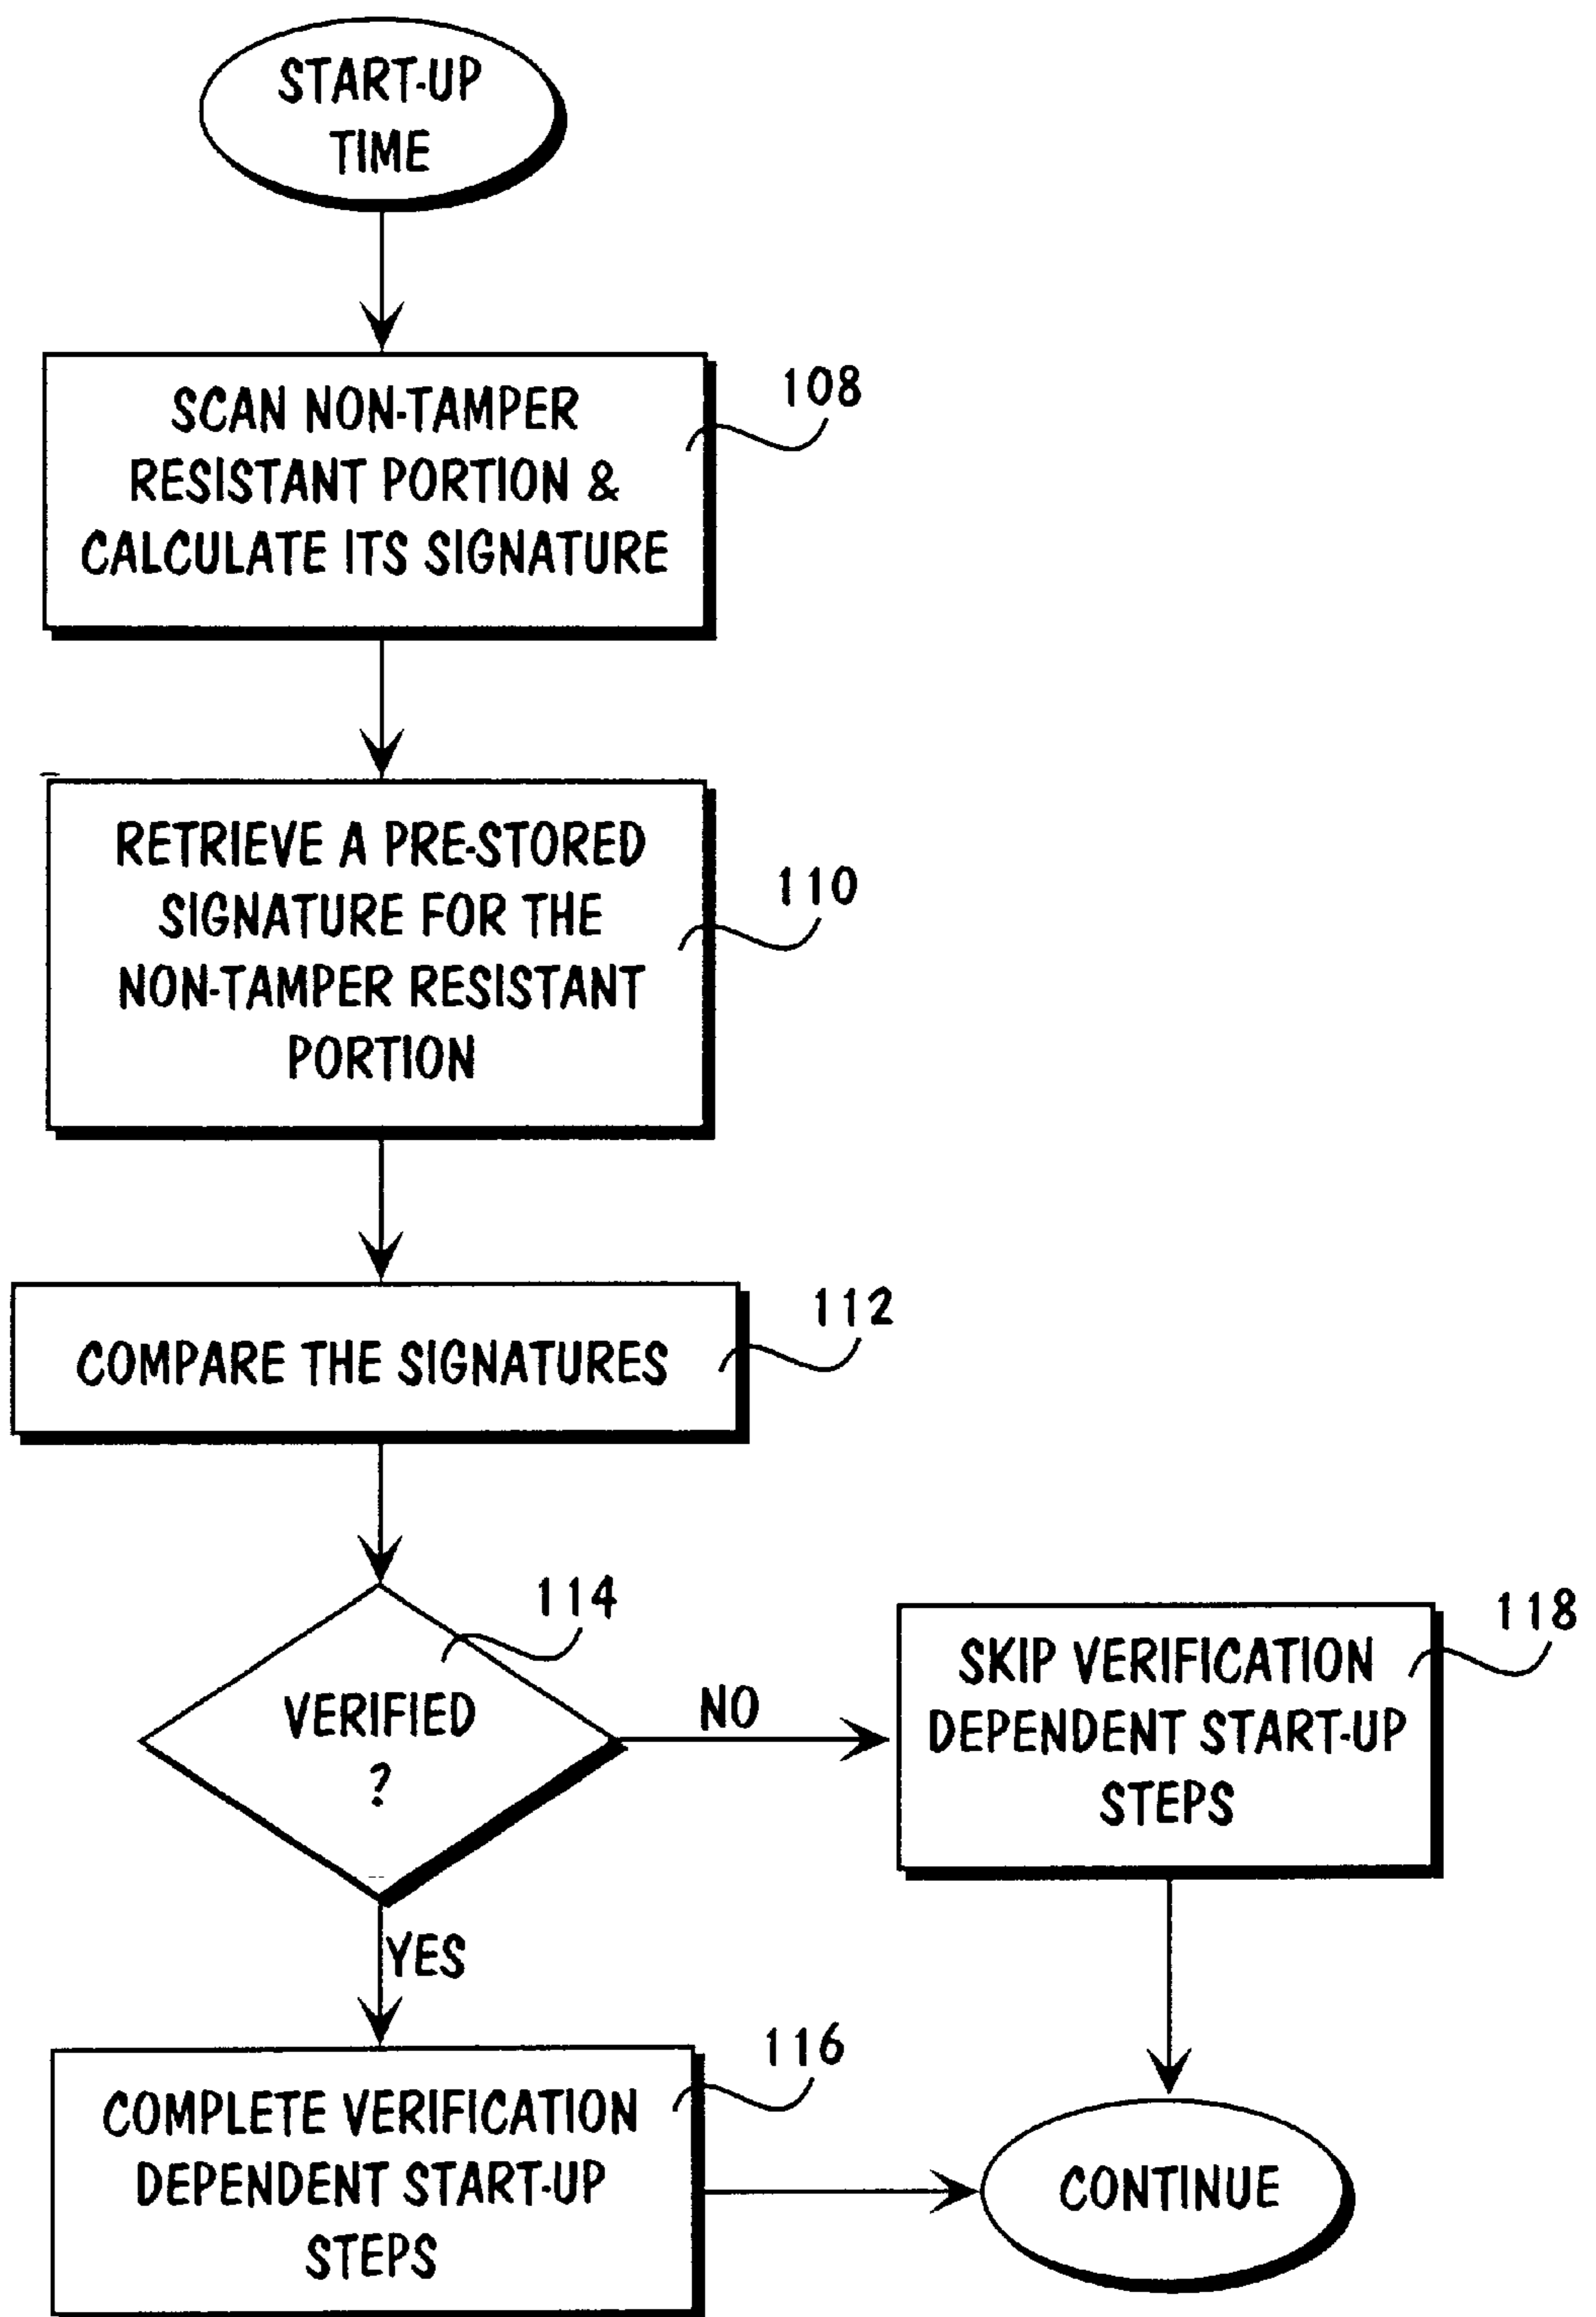 START-UP
TIME
SCAN NON-TAMPER
RESISTANT PORTION &
CALCULATE ITS SIGNATURE
108
RETRIEVE A PRE-STORED
SIGNATURE FOR THE
NON-TAMPER RESISTANT
PORTION
110
COMPARE THE SIGNATURES
112
114
VERIFIED
?
NO
118
SKIP VERIFICATION
DEPENDENT START-UP
STEPS
YES
116
COMPLETE VERIFICATION
DEPENDENT START-UP
STEPS
CONTINUE